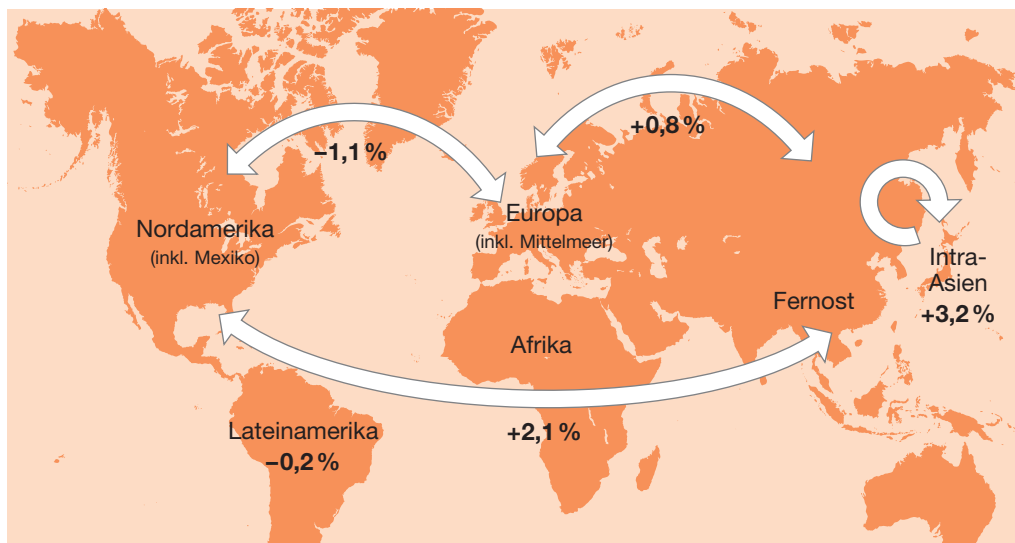 +0,8 %
−1,1 %
Nordamerika
(inkl. Mexiko)
Europa
(inkl. Mittelmeer)
Intra-
Asien
+3,2 %
Fernost
Afrika
Lateinamerika
−0,2 %
+2,1 %